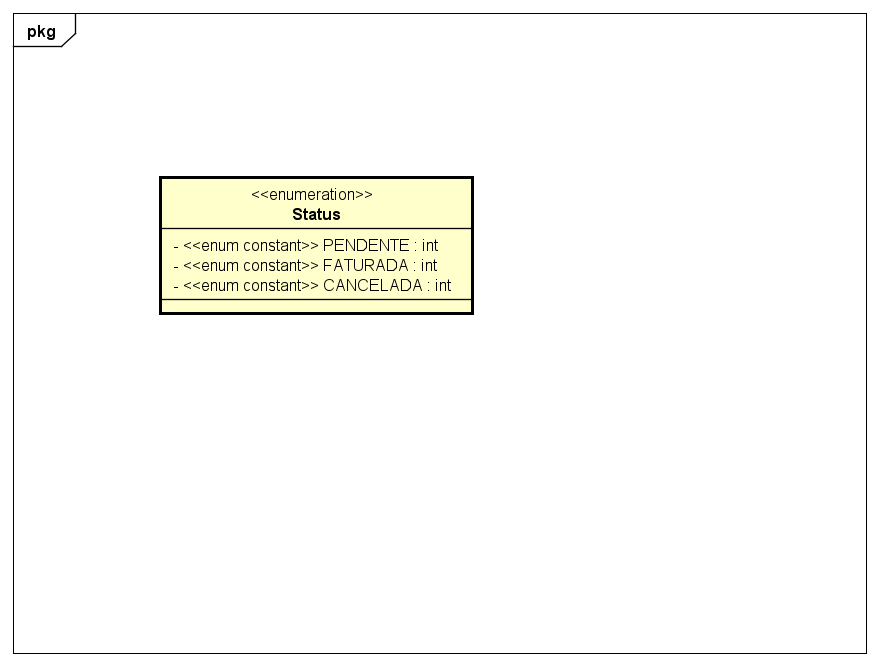 pkg
<<enumeration>>
Status
- <<enum constant>> PENDENTE : int
- <<enum constant>> FATURADA : int
- <<enum constant>> CANCELADA : int